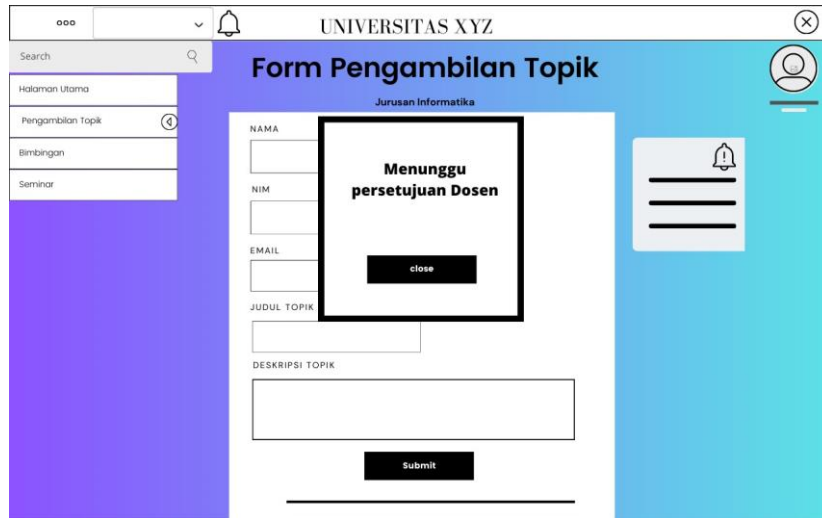 UNIVERSITAS XYZ
Search
Halaman Utama
Pengambilan Topik
Bimbingan
Seminar
Form Pengambilan Topik
Jurusan Informatika
NAMA
NIM
EMAIL
JUDUL TOPIK
DESKRIPSI TOPIK
Submit
Menunggu
persetujuan Dosen
close